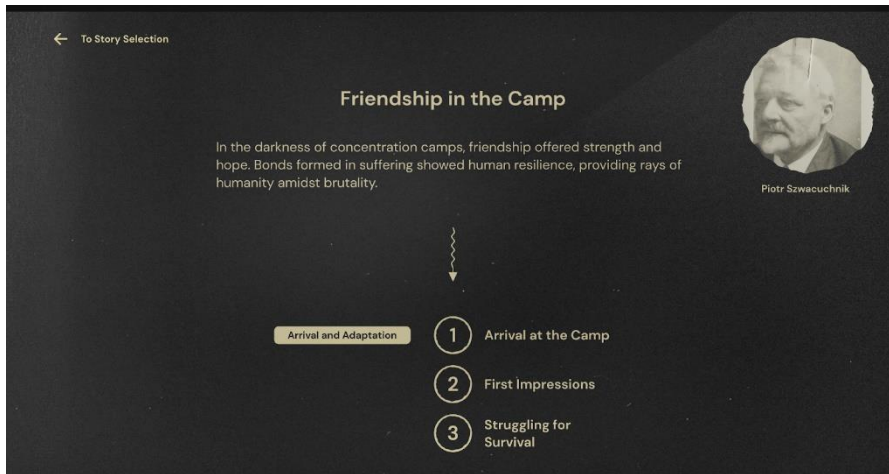 To Story Selection
Friendship in the Camp
In the darkness of concentration camps, friendship offered strength and
hope. Bonds formed in suffering showed human resilience, providing rays of
humanity amidst brutality.
Piotr Szwacuchnik
Arrival and Adaptation
1 Arrival at the Camp
2 First Impressions
3 Struggling for
Survival